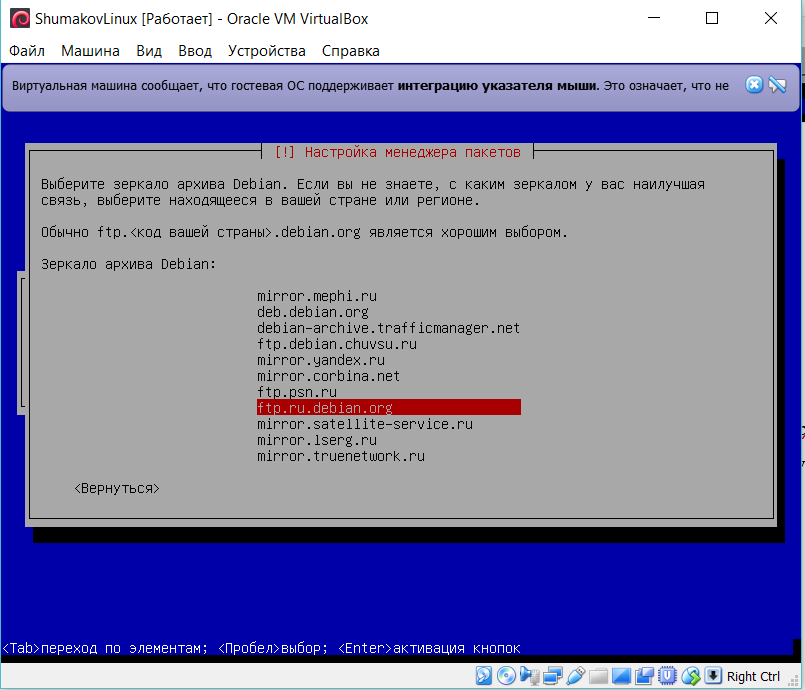 ShumakovLinux [Работает] - Oracle VM VirtualBox
Файл Машина Вид Ввод Устройства Справка
Виртуальная машина сообщает, что гостевая ОС поддерживает интеграцию указателя мыши. Это означает, что не
[!] Настройка менеджера пакетов
Выберите зеркало архива Debian. Если вы не знаете, с каким зеркалом у вас наилучшая
связь, выберите находящееся в вашей стране или регионе.
Обычно ftp.<код вашей страны>.debian.org является хорошим выбором.
Зеркало архива Debian:
mirror.mephi.ru
deb.debian.org
debian-archive.trafficmanager.net
ftp.debian.chuvsu.ru
mirror.yandex.ru
mirror.corbina.net
ftp.psn.ru
ftp.ru.debian.org
mirror.satellite-service.ru
mirror.lserg.ru
mirror.truenetwork.ru
<Вернуться>
<Tab>переход по элементам; <Пробел>выбор; <Enter>активация кнопок
Right Ctrl